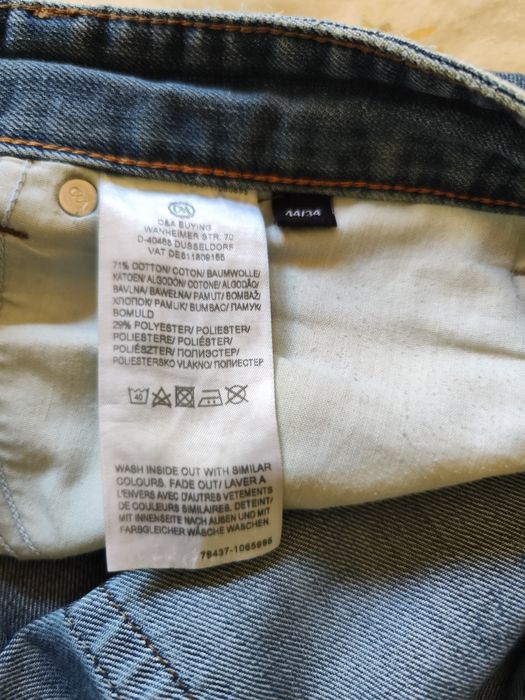 C&A
C&A BUYING
WANHEIMER STR. 70
D-40468 DÜSSELDORF
VAT DE811809155
44/34
71% COTTON/ COTON/ BAUMWOLLE/
KATOEN/ ALGODÓN/ COTONE/ ALGODÃO/
BAVLNA/ BAWEŁNA/ PAMUT/ BOMBAŽ/
ХЛОПОК/ PAMUK/ BUMBAC/ ПАМУК/
BOMULD
29% POLYESTER/ POLIESTER/
POLIESTERE/ POLIÉSTER/
POLIÉSZTER/ ПОЛИЭСТЕР/
POLIESTERSKO VLAKNO/ ПОЛИЕСТЕР
40
WASH INSIDE OUT WITH SIMILAR
COLOURS. FADE OUT/ LAVER A
L'ENVERS AVEC D'AUTRES VETEMENTS
DE COULEURS SIMILAIRES. DETEINT/
MIT INNENSEITE NACH AUßEN UND MIT
FARBGLEICHER WÄSCHE WASCHEN.
79437-1065695